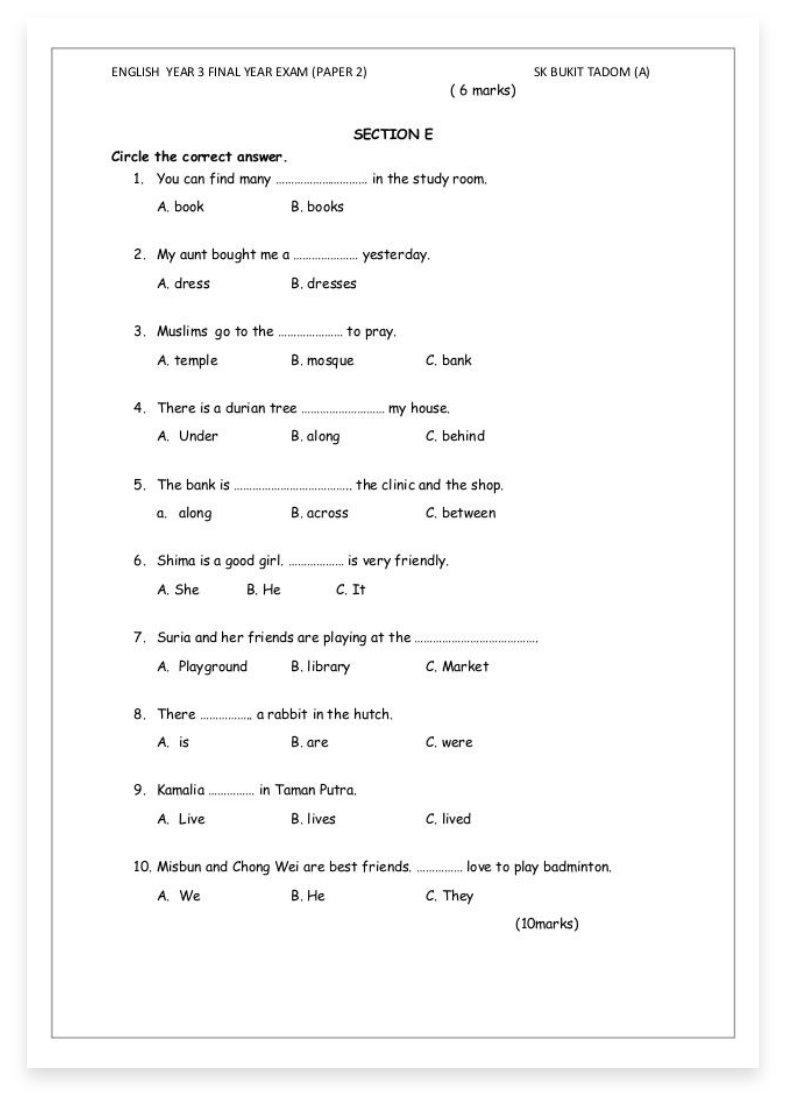 ENGLISH YEAR 3 FINAL YEAR EXAM (PAPER 2) SK BUKIT TADOM (A)
( 6 marks)
SECTION E
Circle the correct answer.
1. You can find many .............................. in the study room.
A. book B. books
2. My aunt bought me a ..................... yesterday.
A. dress B. dresses
3. Muslims go to the ..................... to pray.
A. temple B. mosque C. bank
4. There is a durian tree ........................... my house.
A. Under B. along C. behind
5. The bank is ....................................... the clinic and the shop.
a. along B. across C. between
6. Shima is a good girl. .................. is very friendly.
A. She B. He C. It
7. Suria and her friends are playing at the .........................................
A. Playground B. library C. Market
8. There ................. a rabbit in the hutch.
A. is B. are C. were
9. Kamalia ............... in Taman Putra.
A. Live B. lives C. lived
10. Misbun and Chong Wei are best friends. ............... love to play badminton.
A. We B. He C. They
(10marks)